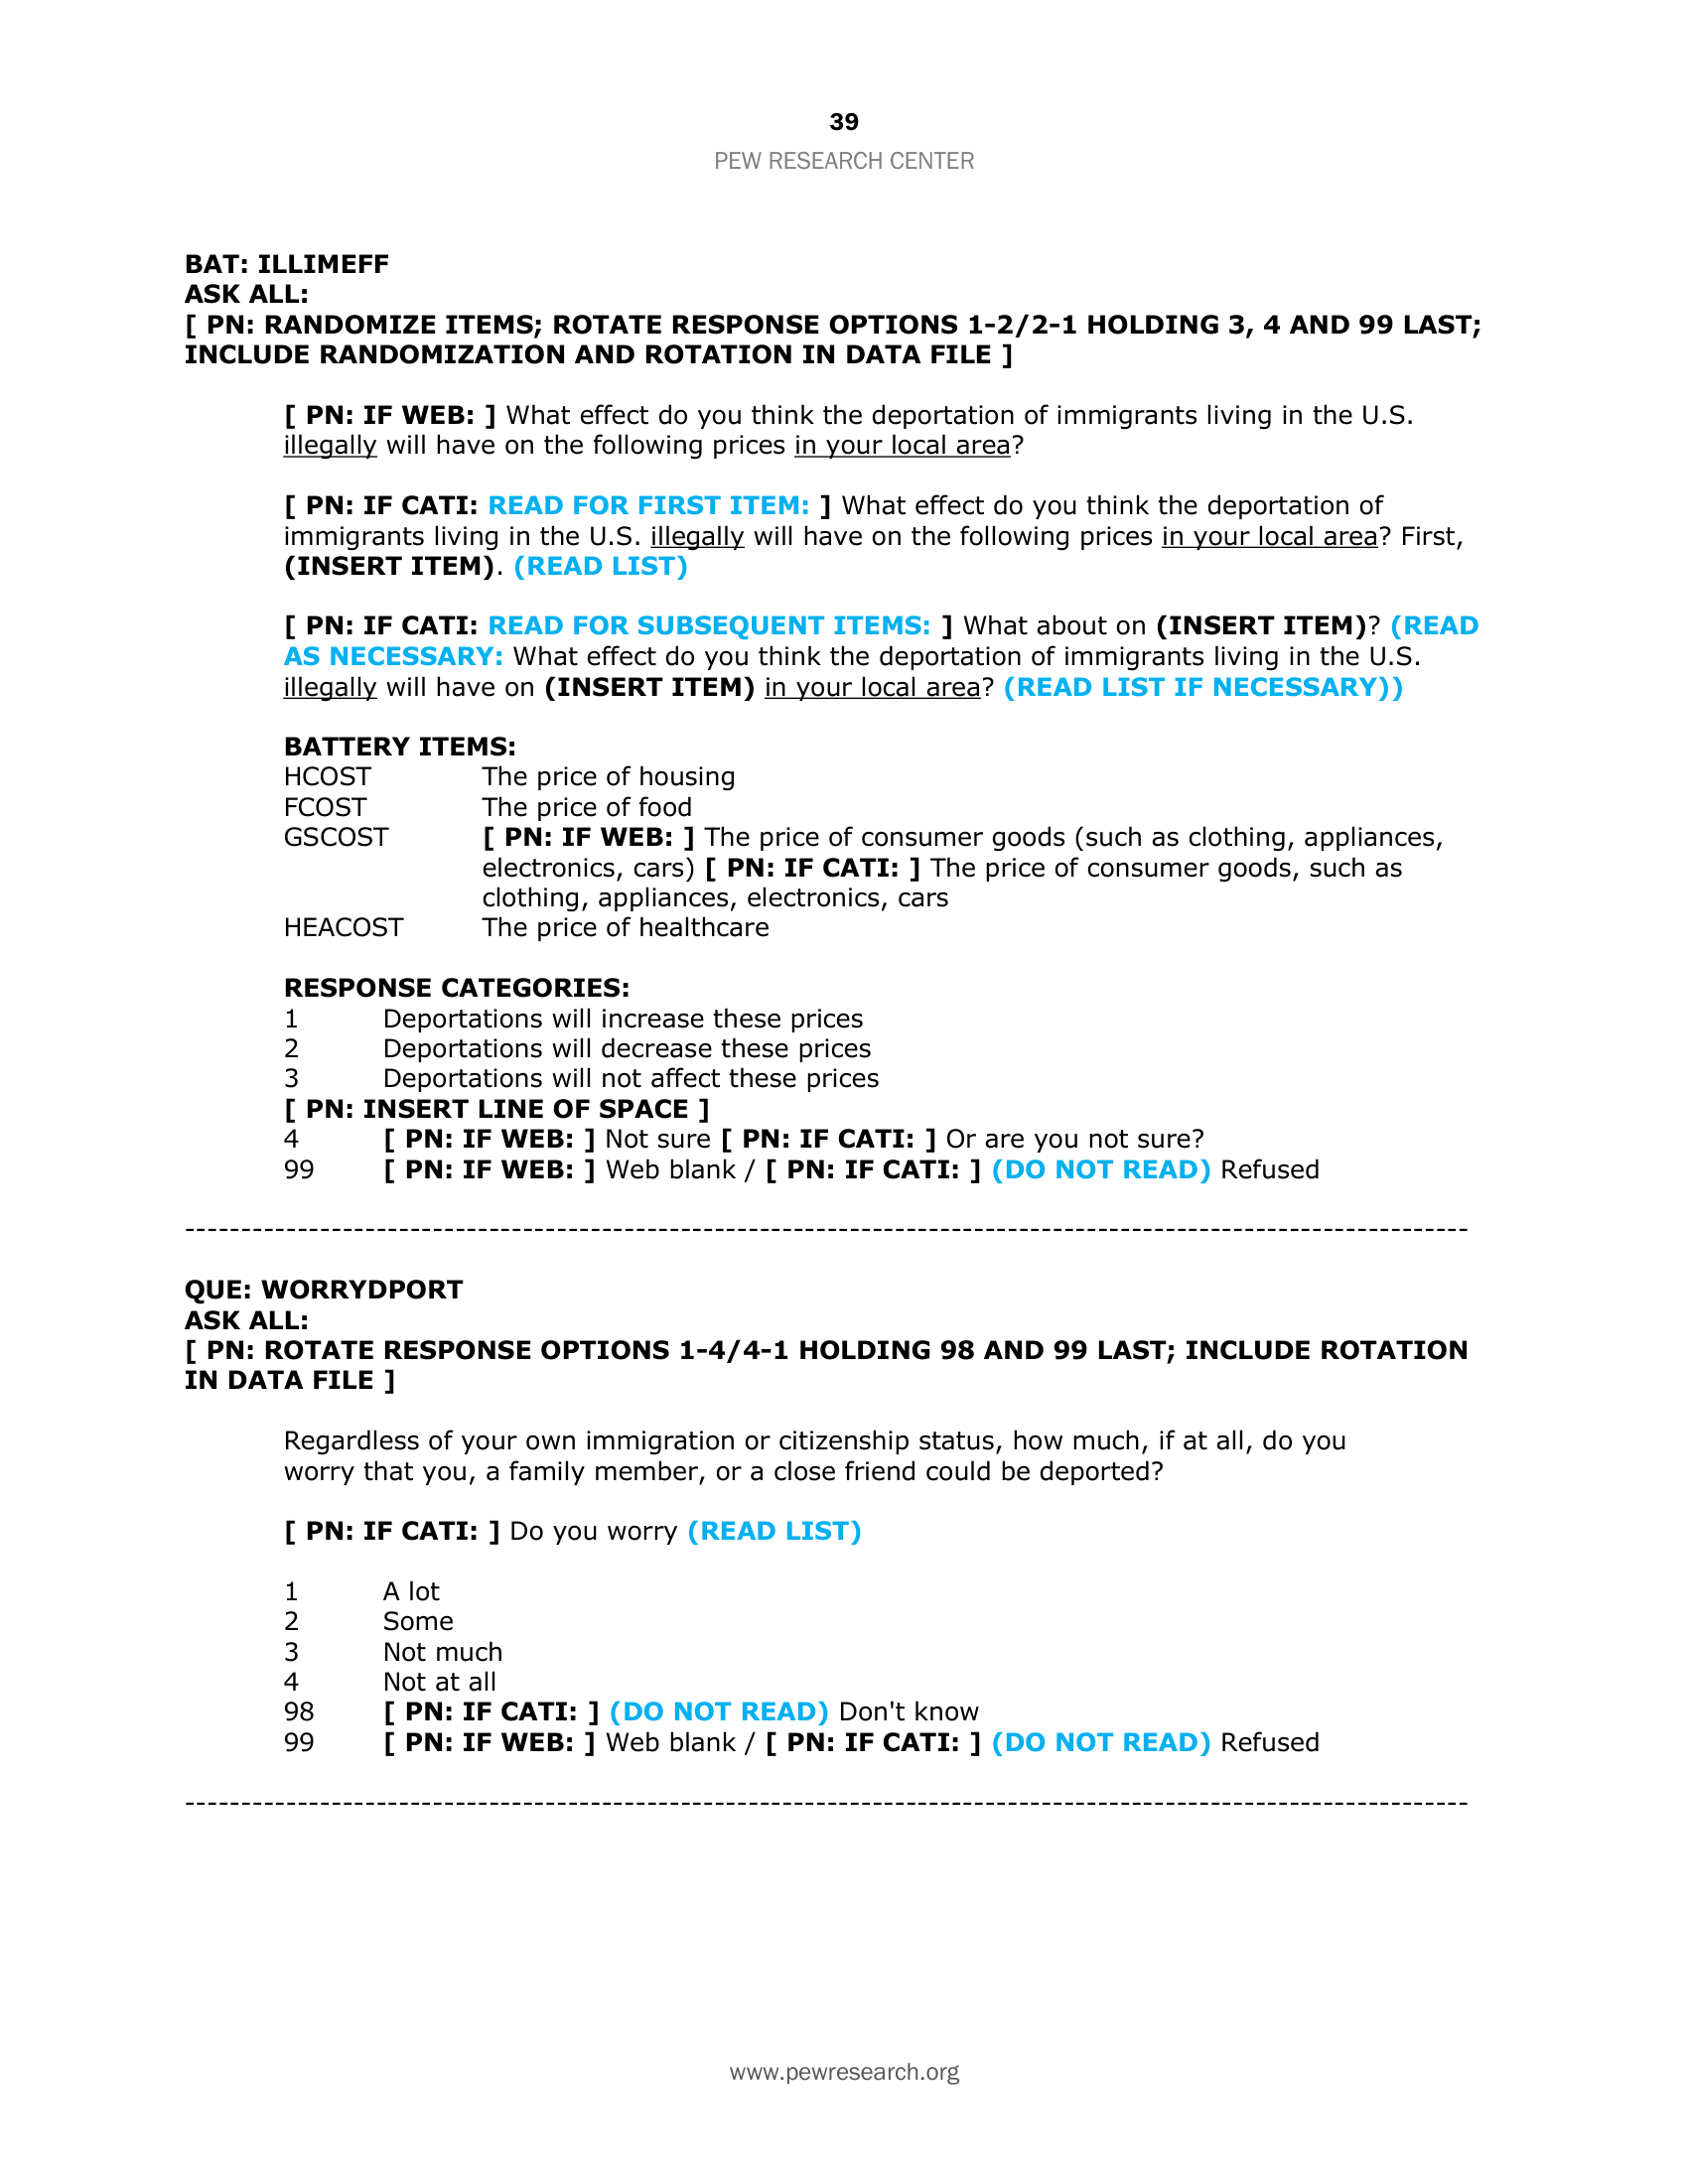 39
PEW RESEARCH CENTER
BAT: ILLIMEFF
ASK ALL:
[ PN: RANDOMIZE ITEMS; ROTATE RESPONSE OPTIONS 1-2/2-1 HOLDING 3, 4 AND 99 LAST;
INCLUDE RANDOMIZATION AND ROTATION IN DATA FILE ]
[ PN: IF WEB: ] What effect do you think the deportation of immigrants living in the U.S.
illegally will have on the following prices in your local area?
[ PN: IF CATI: READ FOR FIRST ITEM: ] What effect do you think the deportation of
immigrants living in the U.S. illegally will have on the following prices in your local area? First,
(INSERT ITEM). (READ LIST)
[ PN: IF CATI: READ FOR SUBSEQUENT ITEMS: ] What about on (INSERT ITEM)? (READ
AS NECESSARY: What effect do you think the deportation of immigrants living in the U.S.
illegally will have on (INSERT ITEM) in your local area? (READ LIST IF NECESSARY))
BATTERY ITEMS:
HCOST The price of housing
FCOST The price of food
GSCOST [ PN: IF WEB: ] The price of consumer goods (such as clothing, appliances,
electronics, cars) [ PN: IF CATI: ] The price of consumer goods, such as
clothing, appliances, electronics, cars
HEACOST The price of healthcare
RESPONSE CATEGORIES:
1 Deportations will increase these prices
2 Deportations will decrease these prices
3 Deportations will not affect these prices
[ PN: INSERT LINE OF SPACE ]
4 [ PN: IF WEB: ] Not sure [ PN: IF CATI: ] Or are you not sure?
99 [ PN: IF WEB: ] Web blank / [ PN: IF CATI: ] (DO NOT READ) Refused
------------------------------------------------------------------------------------------------------------------
QUE: WORRYDPORT
ASK ALL:
[ PN: ROTATE RESPONSE OPTIONS 1-4/4-1 HOLDING 98 AND 99 LAST; INCLUDE ROTATION
IN DATA FILE ]
Regardless of your own immigration or citizenship status, how much, if at all, do you
worry that you, a family member, or a close friend could be deported?
[ PN: IF CATI: ] Do you worry (READ LIST)
1 A lot
2 Some
3 Not much
4 Not at all
98 [ PN: IF CATI: ] (DO NOT READ) Don't know
99 [ PN: IF WEB: ] Web blank / [ PN: IF CATI: ] (DO NOT READ) Refused
------------------------------------------------------------------------------------------------------------------
www.pewresearch.org